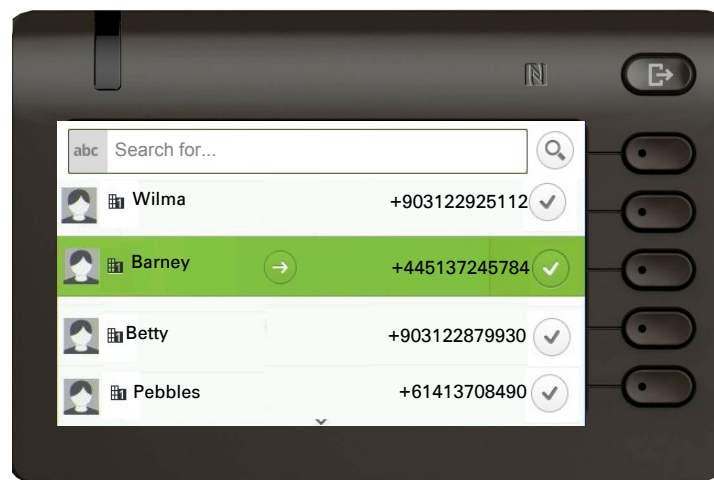 abc Search for...
Wilma +903122925112
Barney +445137245784
Betty +903122879930
Pebbles +61413708490